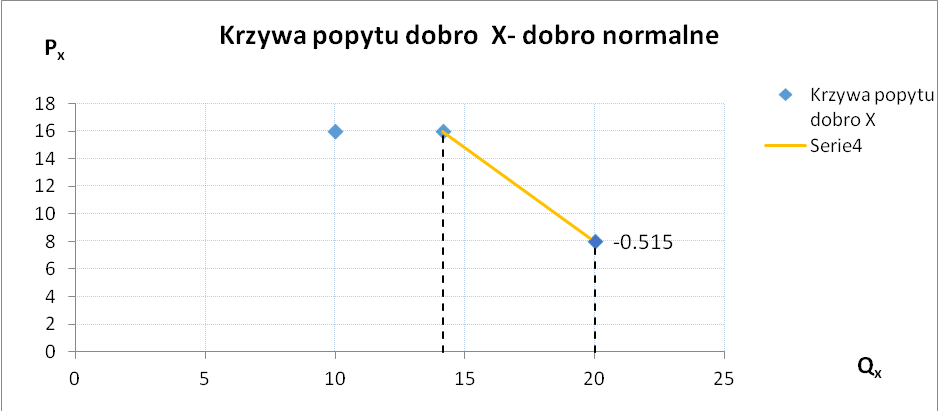 Krzywa popytu dobro X- dobro normalne
Px
18
16
14
12
10
8
6
4
2
0
0 5 10 15 20 25
-0.515
Qx
Krzywa popytu
dobro X
Serie4